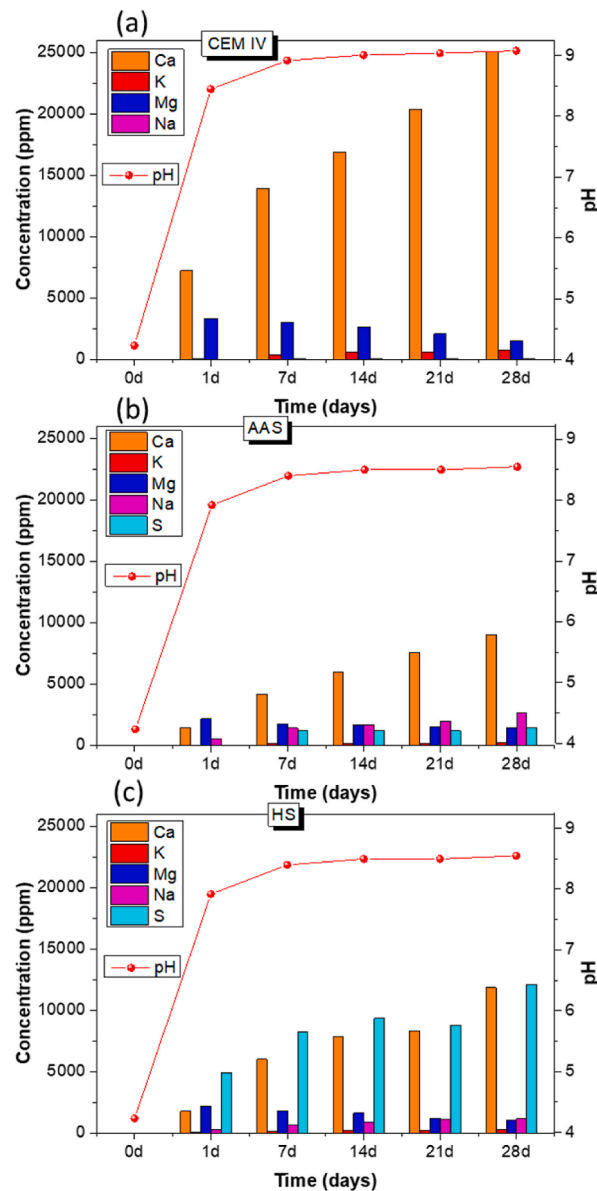 (a)
CEM IV
Ca
K
Mg
Na
pH
Concentration (ppm)
25000
20000
15000
10000
5000
0
pH
9
8
7
6
5
4
0d 1d 7d 14d 21d 28d
Time (days)
(b)
AAS
Ca
K
Mg
Na
S
pH
Concentration (ppm)
25000
20000
15000
10000
5000
0
pH
9
8
7
6
5
4
0d 1d 7d 14d 21d 28d
Time (days)
(c)
HS
Ca
K
Mg
Na
S
pH
Concentration (ppm)
25000
20000
15000
10000
5000
0
pH
9
8
7
6
5
4
0d 1d 7d 14d 21d 28d
Time (days)